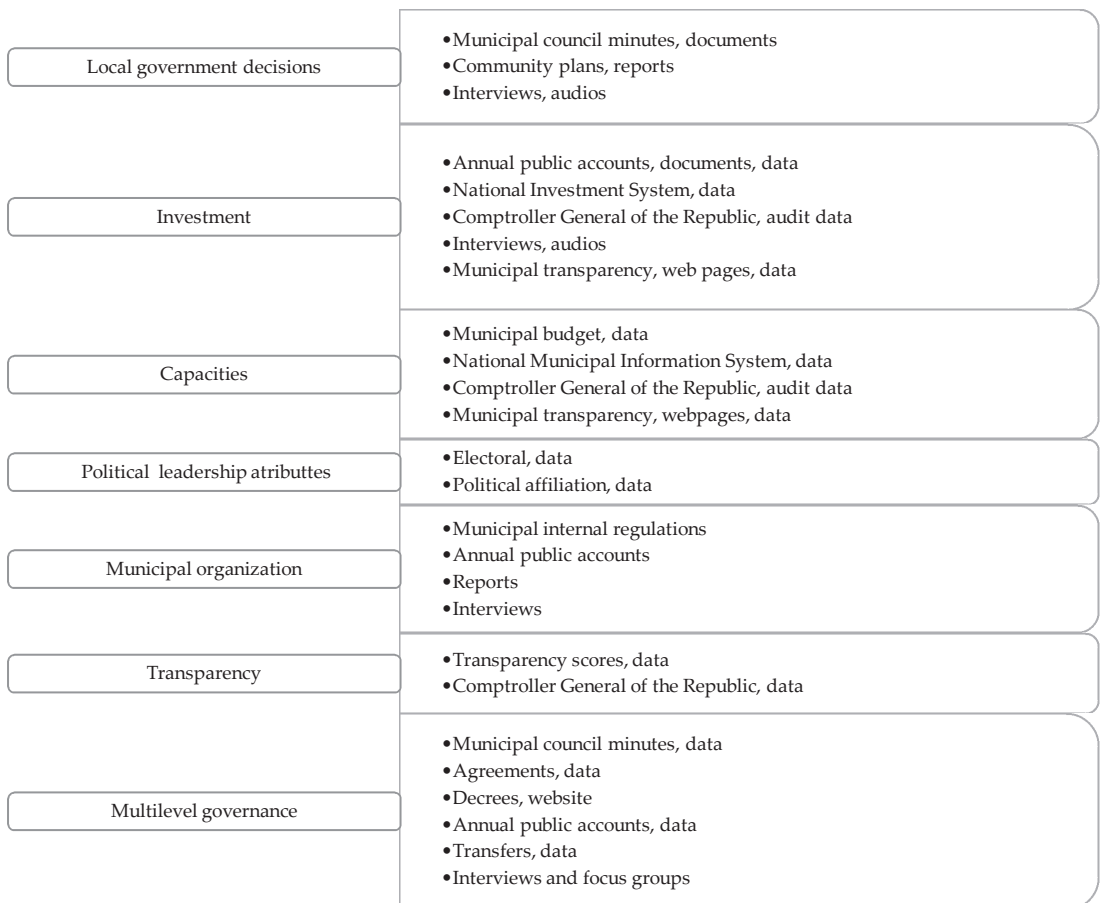 Local government decisions
•Municipal council minutes, documents
•Community plans, reports
•Interviews, audios
Investment
•Annual public accounts, documents, data
•National Investment System, data
•Comptroller General of the Republic, audit data
•Interviews, audios
•Municipal transparency, web pages, data
Capacities
•Municipal budget, data
•National Municipal Information System, data
•Comptroller General of the Republic, audit data
•Municipal transparency, webpages, data
Political leadership atributtes
•Electoral, data
•Political affiliation, data
Municipal organization
•Municipal internal regulations
•Annual public accounts
•Reports
•Interviews
Transparency
•Transparency scores, data
•Comptroller General of the Republic, data
Multilevel governance
•Municipal council minutes, data
•Agreements, data
•Decrees, website
•Annual public accounts, data
•Transfers, data
•Interviews and focus groups